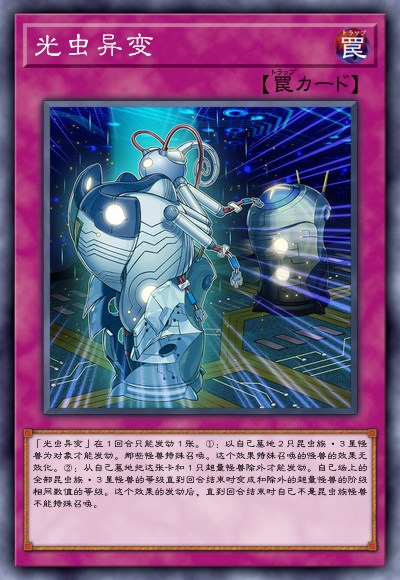 光虫异变
トラップ
罠
トラップ
【罠カード】
「光虫异变」在1回合只能发动1张。①：以自己墓地2只昆虫族·3星怪
兽为对象才能发动。那些怪兽特殊召唤。这个效果特殊召唤的怪兽的效果无
效化。②：从自己墓地把这张卡和1只超量怪兽除外才能发动。自己场上的
全部昆虫族·3星怪兽的等级直到回合结束时变成和除外的超量怪兽的阶级
相同数值的等级。这个效果的发动后，直到回合结束时自己不是昆虫族怪兽
不能特殊召唤。